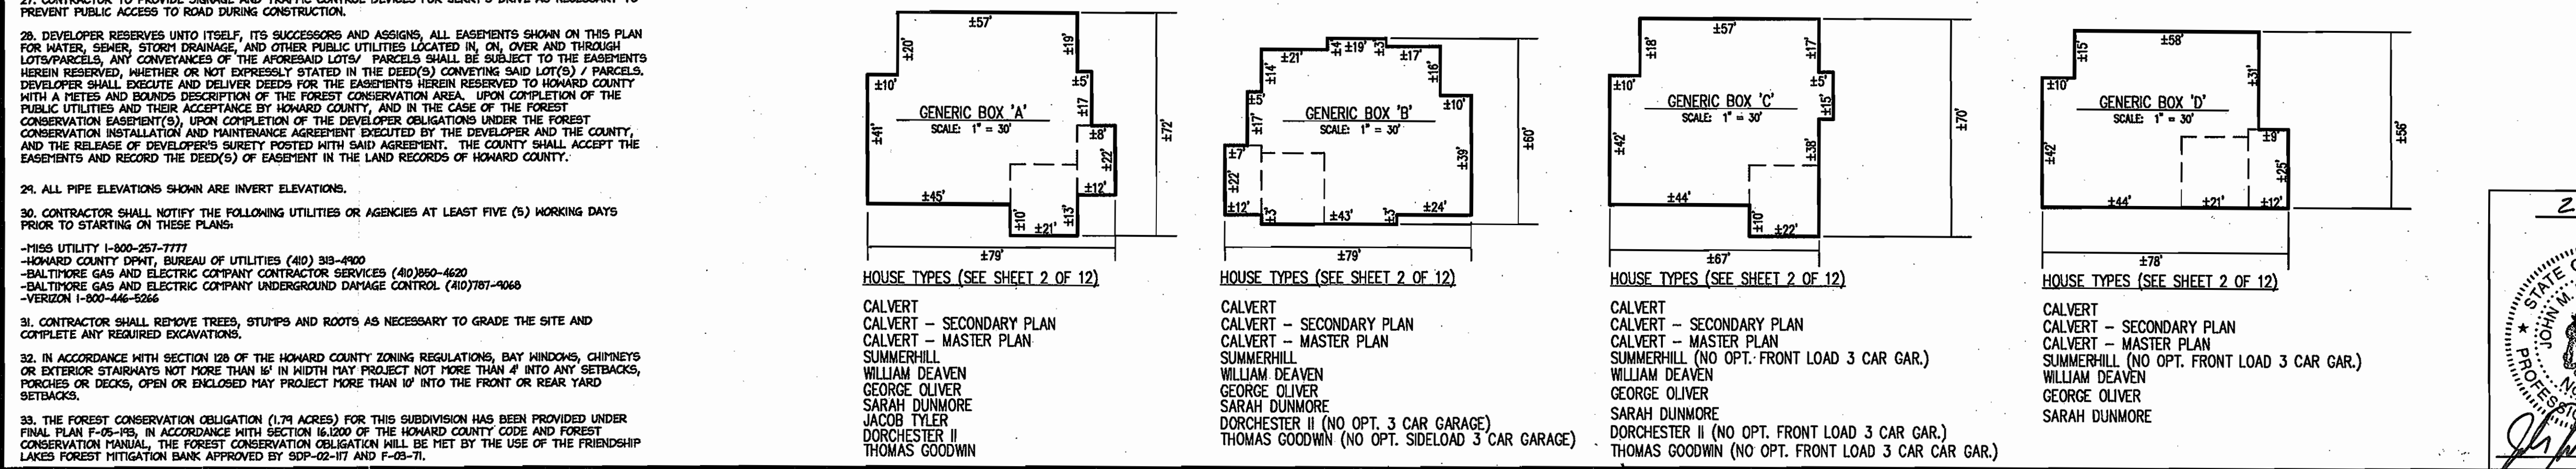 27. CONTRACTOR TO PROVIDE SIGNAGE AND TRAFFIC CONTROL DEVICES FOR GERRY'S DRIVE AS NECESSARY TO
PREVENT PUBLIC ACCESS TO ROAD DURING CONSTRUCTION.
28. DEVELOPER RESERVES UNTO ITSELF, ITS SUCCESSORS AND ASSIGNS, ALL EASEMENTS SHOWN ON THIS PLAN
FOR WATER, SEWER, STORM DRAINAGE, AND OTHER PUBLIC UTILITIES LOCATED IN, ON, OVER AND THROUGH
LOTS/PARCELS, ANY CONVEYANCES OF THE AFORESAID LOTS/ PARCELS SHALL BE SUBJECT TO THE EASEMENTS
HEREIN RESERVED, WHETHER OR NOT EXPRESSLY STATED IN THE DEED(S) CONVEYING SAID LOT(S) / PARCELS.
DEVELOPER SHALL EXECUTE AND DELIVER DEEDS FOR THE EASEMENTS HEREIN RESERVED TO HOWARD COUNTY
WITH A METES AND BOUNDS DESCRIPTION OF THE FOREST CONSERVATION AREA. UPON COMPLETION OF THE
PUBLIC UTILITIES AND THEIR ACCEPTANCE BY HOWARD COUNTY, AND IN THE CASE OF THE FOREST
CONSERVATION EASEMENT(S), UPON COMPLETION OF THE DEVELOPER OBLIGATIONS UNDER THE FOREST
CONSERVATION INSTALLATION AND MAINTENANCE AGREEMENT EXECUTED BY THE DEVELOPER AND THE COUNTY,
AND THE RELEASE OF DEVELOPER'S SURETY POSTED WITH SAID AGREEMENT. THE COUNTY SHALL ACCEPT THE
EASEMENTS AND RECORD THE DEED(S) OF EASEMENT IN THE LAND RECORDS OF HOWARD COUNTY.
29. ALL PIPE ELEVATIONS SHOWN ARE INVERT ELEVATIONS.
30. CONTRACTOR SHALL NOTIFY THE FOLLOWING UTILITIES OR AGENCIES AT LEAST FIVE (5) WORKING DAYS
PRIOR TO STARTING ON THESE PLANS:
-MISS UTILITY 1-800-257-7777
-HOWARD COUNTY DPWT, BUREAU OF UTILITIES (410) 313-4900
-BALTIMORE GAS AND ELECTRIC COMPANY CONTRACTOR SERVICES (410)850-4620
-BALTIMORE GAS AND ELECTRIC COMPANY UNDERGROUND DAMAGE CONTROL (410)787-9068
-VERIZON 1-800-446-5266
31. CONTRACTOR SHALL REMOVE TREES, STUMPS AND ROOTS AS NECESSARY TO GRADE THE SITE AND
COMPLETE ANY REQUIRED EXCAVATIONS.
32. IN ACCORDANCE WITH SECTION 128 OF THE HOWARD COUNTY ZONING REGULATIONS, BAY WINDOWS, CHIMNEYS
OR EXTERIOR STAIRWAYS NOT MORE THAN 16' IN WIDTH MAY PROJECT NOT MORE THAN 4' INTO ANY SETBACKS,
PORCHES OR DECKS, OPEN OR ENCLOSED MAY PROJECT MORE THAN 10' INTO THE FRONT OR REAR YARD
SETBACKS.
33. THE FOREST CONSERVATION OBLIGATION (1.79 ACRES) FOR THIS SUBDIVISION HAS BEEN PROVIDED UNDER
FINAL PLAN F-05-193, IN ACCORDANCE WITH SECTION 16.1200 OF THE HOWARD COUNTY CODE AND FOREST
CONSERVATION MANUAL, THE FOREST CONSERVATION OBLIGATION WILL BE MET BY THE USE OF THE FRIENDSHIP
LAKES FOREST MITIGATION BANK APPROVED BY SDP-02-117 AND F-03-71.
±57'
±20'
±19'
±10'
±5'
GENERIC BOX 'A'
SCALE: 1" = 30'
±17
±72'
±41'
±8'
±22'
±45'
±12'
±10'
±13'
±21'
±79'
HOUSE TYPES (SEE SHEET 2 OF 12)
CALVERT
CALVERT – SECONDARY PLAN
CALVERT – MASTER PLAN
SUMMERHILL
WILLIAM DEAVEN
GEORGE OLIVER
SARAH DUNMORE
JACOB TYLER
DORCHESTER II
THOMAS GOODWIN
±4'
±19'
±3'
±21'
±17'
±14'
±16'
±5'
±10'
GENERIC BOX 'B'
SCALE: 1" = 30'
±17'
±60'
±7'
±39'
±22'
±12'
±3'
±43'
±3'
±24'
±79'
HOUSE TYPES (SEE SHEET 2 OF 12)
CALVERT
CALVERT – SECONDARY PLAN
CALVERT – MASTER PLAN
SUMMERHILL
WILLIAM DEAVEN
GEORGE OLIVER
SARAH DUNMORE
DORCHESTER II (NO OPT. 3 CAR GARAGE)
THOMAS GOODWIN (NO OPT. SIDELOAD 3 CAR GARAGE)
±57'
±18'
±17'
±10'
±5'
GENERIC BOX 'C'
SCALE: 1" = 30'
±15'
±70'
±42'
±38'
±44'
±10'
±22'
±67'
HOUSE TYPES (SEE SHEET 2 OF 12)
CALVERT
CALVERT – SECONDARY PLAN
CALVERT – MASTER PLAN
SUMMERHILL (NO OPT. FRONT LOAD 3 CAR GAR.)
WILLIAM DEAVEN
GEORGE OLIVER
SARAH DUNMORE
DORCHESTER II (NO OPT. FRONT LOAD 3 CAR GAR.)
THOMAS GOODWIN (NO OPT. FRONT LOAD 3 CAR CAR GAR.)
±58'
±15'
±31'
±10'
GENERIC BOX 'D'
SCALE: 1" = 30'
±56'
±42'
±9'
±25'
±44'
±21'
±12'
±78'
HOUSE TYPES (SEE SHEET 2 OF 12)
CALVERT
CALVERT – SECONDARY PLAN
CALVERT – MASTER PLAN
SUMMERHILL (NO OPT. FRONT LOAD 3 CAR GAR.)
WILLIAM DEAVEN
GEORGE OLIVER
SARAH DUNMORE
2
STATE
JOHN M.
PROFESS